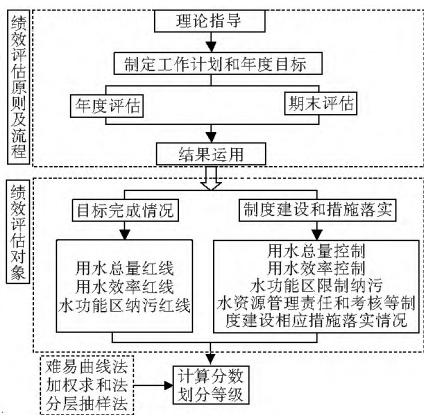 绩效评估原则及流程
理论指导
制定工作计划和年度目标
年度评估
期末评估
结果运用
绩效评估对象
目标完成情况
制度建设和措施落实
用水总量红线
用水效率红线
水功能区纳污红线
用水总量控制
用水效率控制
水功能区限制纳污
水资源管理责任和考核等制
度建设相应措施落实情况
难易曲线法
加权求和法
分层抽样法
计算分数
划分等级